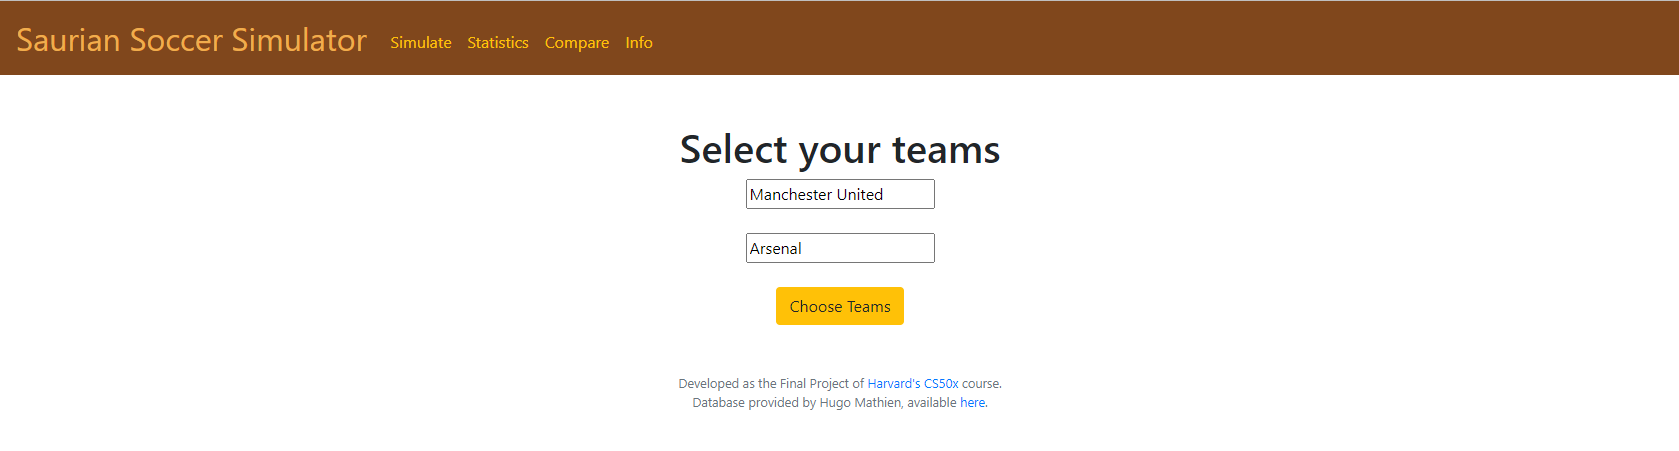 Saurian Soccer Simulator Simulate Statistics Compare Info
Select your teams
Manchester United
Arsenal
Choose Teams
Developed as the Final Project of Harvard's CS50x course.
Database provided by Hugo Mathien, available here.